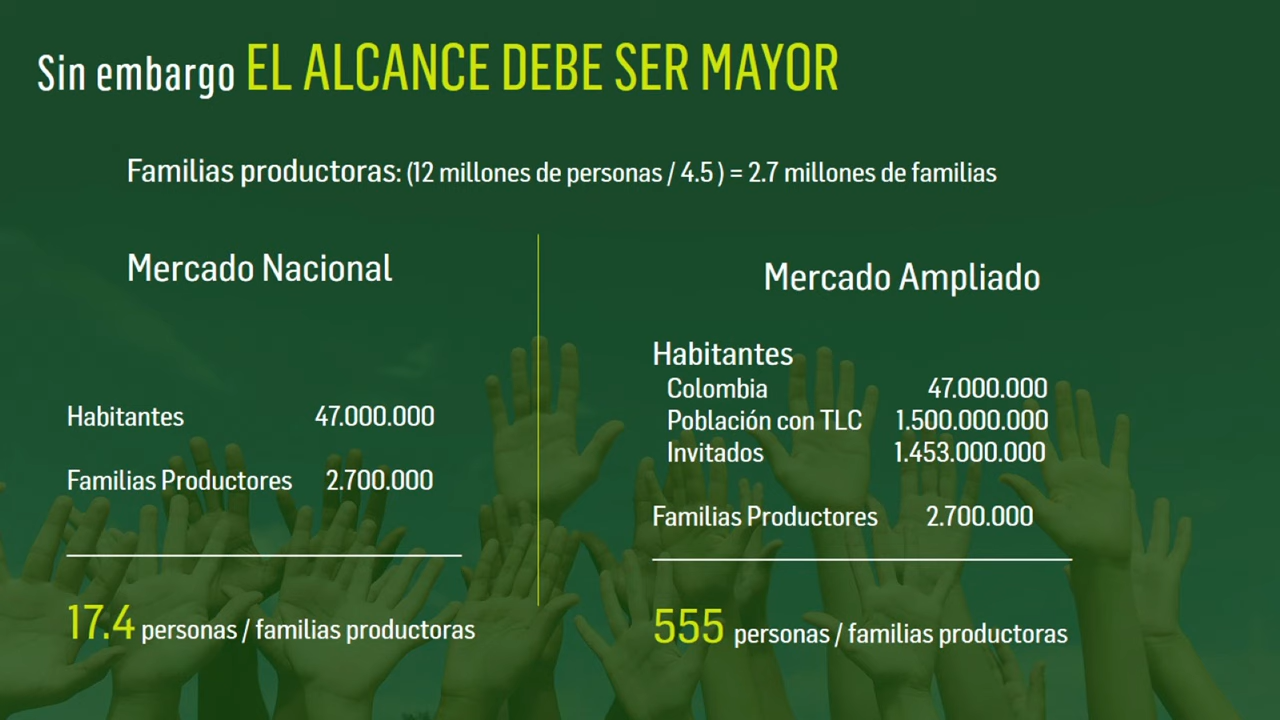 Sin embargo EL ALCANCE DEBE SER MAYOR
Familias productoras: (12 millones de personas / 4.5 ) = 2.7 millones de familias
Mercado Nacional
Habitantes 47.000.000
Familias Productores 2.700.000
17.4 personas / familias productoras
Mercado Ampliado
Habitantes
Colombia 47.000.000
Población con TLC 1.500.000.000
Invitados 1.453.000.000
Familias Productores 2.700.000
555 personas / familias productoras